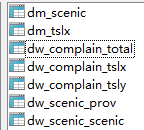 dm_scenic
dm_tslx
dw_complain_total
dw_complain_tslx
dw_complain_tsly
dw_scenic_prov
dw_scenic_scenic